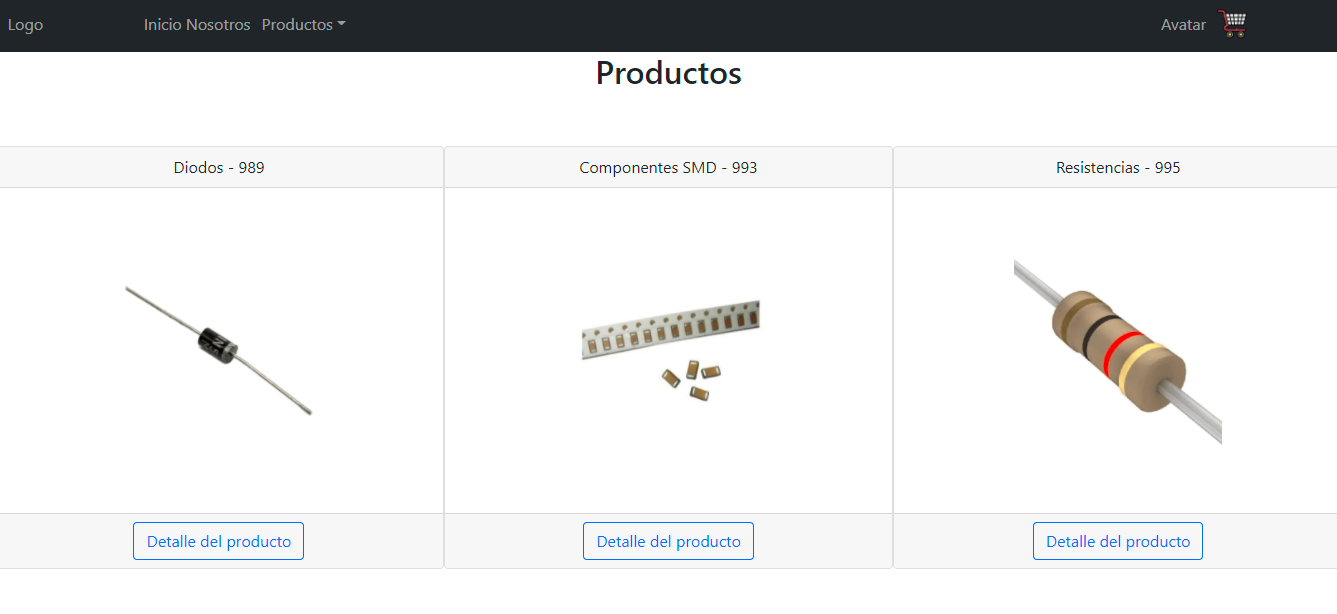 Logo Inicio Nosotros Productos Avatar
Productos
Diodos - 989
Componentes SMD - 993
Resistencias - 995
Detalle del producto
Detalle del producto
Detalle del producto